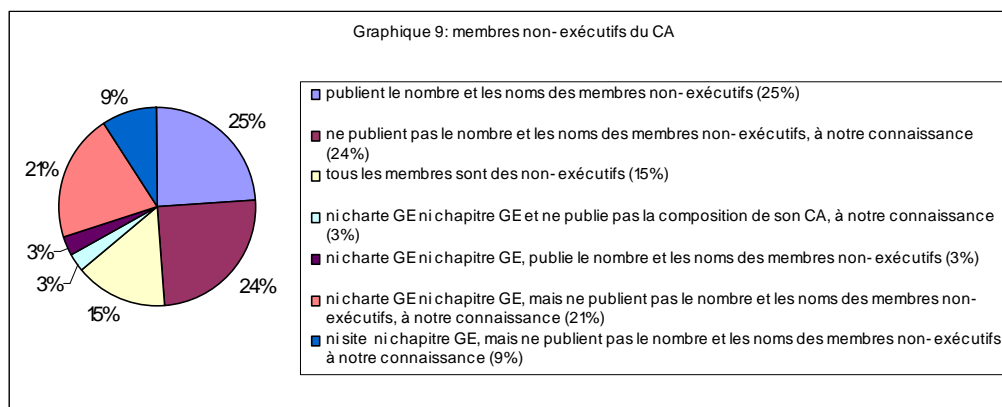 Graphique 9: membres non-exécutifs du CA
9%
25%
21%
3%
3%
24%
15%
publient le nombre et les noms des membres non-exécutifs (25%)
ne publient pas le nombre et les noms des membres non-exécutifs, à notre connaissance
(24%)
tous les membres sont des non-exécutifs (15%)
ni charte GE ni chapitre GE et ne publie pas la composition de son CA, à notre connaissance
(3%)
ni charte GE ni chapitre GE, publie le nombre et les noms des membres non-exécutifs (3%)
ni charte GE ni chapitre GE, mais ne publient pas le nombre et les noms des membres non-
exécutifs, à notre connaissance (21%)
ni site ni chapitre GE, mais ne publient pas le nombre et les noms des membres non-exécutifs
à notre connaissance (9%)